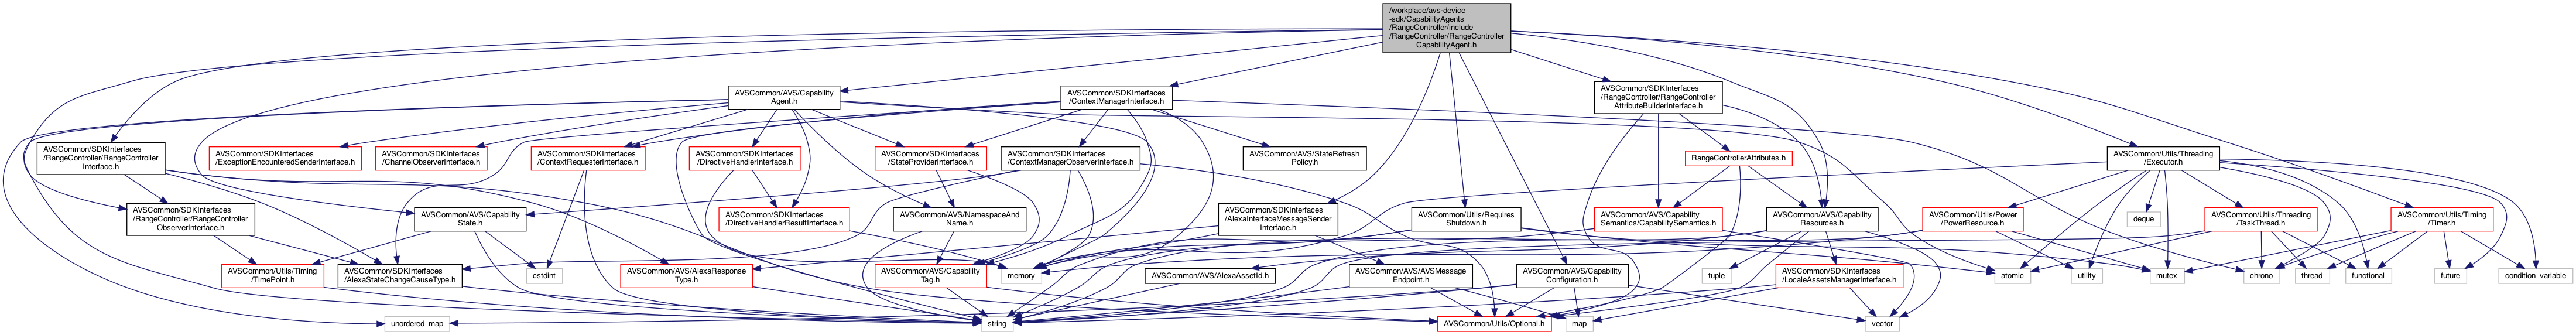 /workplace/avs-device
-sdk/CapabilityAgents
/RangeController/include
/RangeController/RangeController
CapabilityAgent.h
AVSCommon/AVS/Capability
Agent.h
AVSCommon/SDKInterfaces
/ContextManagerInterface.h
AVSCommon/SDKInterfaces
/RangeController/RangeController
AttributeBuilderInterface.h
AVSCommon/SDKInterfaces
/RangeController/RangeController
Interface.h
AVSCommon/SDKInterfaces
/ExceptionEncounteredSenderInterface.h
AVSCommon/SDKInterfaces
/ChannelObserverInterface.h
AVSCommon/SDKInterfaces
/ContextRequesterInterface.h
AVSCommon/SDKInterfaces
/DirectiveHandlerInterface.h
AVSCommon/SDKInterfaces
/StateProviderInterface.h
AVSCommon/SDKInterfaces
/ContextManagerObserverInterface.h
AVSCommon/AVS/StateRefresh
Policy.h
RangeControllerAttributes.h
AVSCommon/Utils/Threading
/Executor.h
AVSCommon/SDKInterfaces
/RangeController/RangeController
ObserverInterface.h
AVSCommon/AVS/Capability
State.h
AVSCommon/SDKInterfaces
/DirectiveHandlerResultInterface.h
AVSCommon/AVS/NamespaceAnd
Name.h
AVSCommon/SDKInterfaces
/AlexaInterfaceMessageSender
Interface.h
AVSCommon/Utils/Requires
Shutdown.h
AVSCommon/AVS/Capability
Semantics/CapabilitySemantics.h
AVSCommon/AVS/Capability
Resources.h
AVSCommon/Utils/Power
/PowerResource.h
deque
AVSCommon/Utils/Threading
/TaskThread.h
AVSCommon/Utils/Timing
/Timer.h
AVSCommon/Utils/Timing
/TimePoint.h
AVSCommon/SDKInterfaces
/AlexaStateChangeCauseType.h
cstdint
AVSCommon/AVS/AlexaResponse
Type.h
AVSCommon/AVS/Capability
Tag.h
memory
AVSCommon/AVS/AlexaAssetId.h
AVSCommon/AVS/AVSMessage
Endpoint.h
AVSCommon/AVS/Capability
Configuration.h
tuple
AVSCommon/SDKInterfaces
/LocaleAssetsManagerInterface.h
atomic
utility
mutex
chrono
thread
functional
future
condition_variable
unordered_map
string
AVSCommon/Utils/Optional.h
map
vector